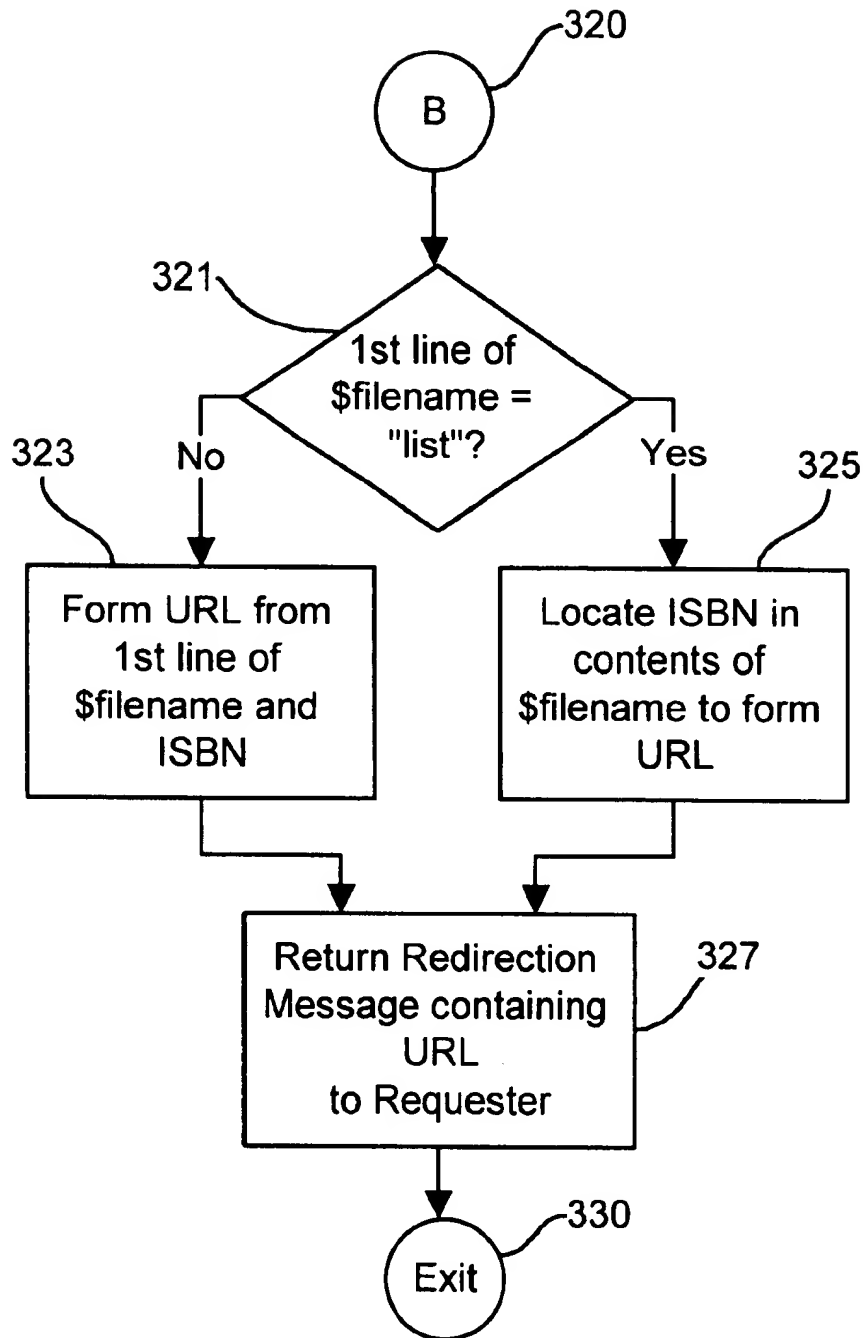 320
B
321
1st line of
$filename =
"list"?
323
No
Yes
325
Form URL from
1st line of
$filename and
ISBN
Locate ISBN in
contents of
$filename to form
URL
Return Redirection
Message containing
URL
to Requester
327
330
Exit